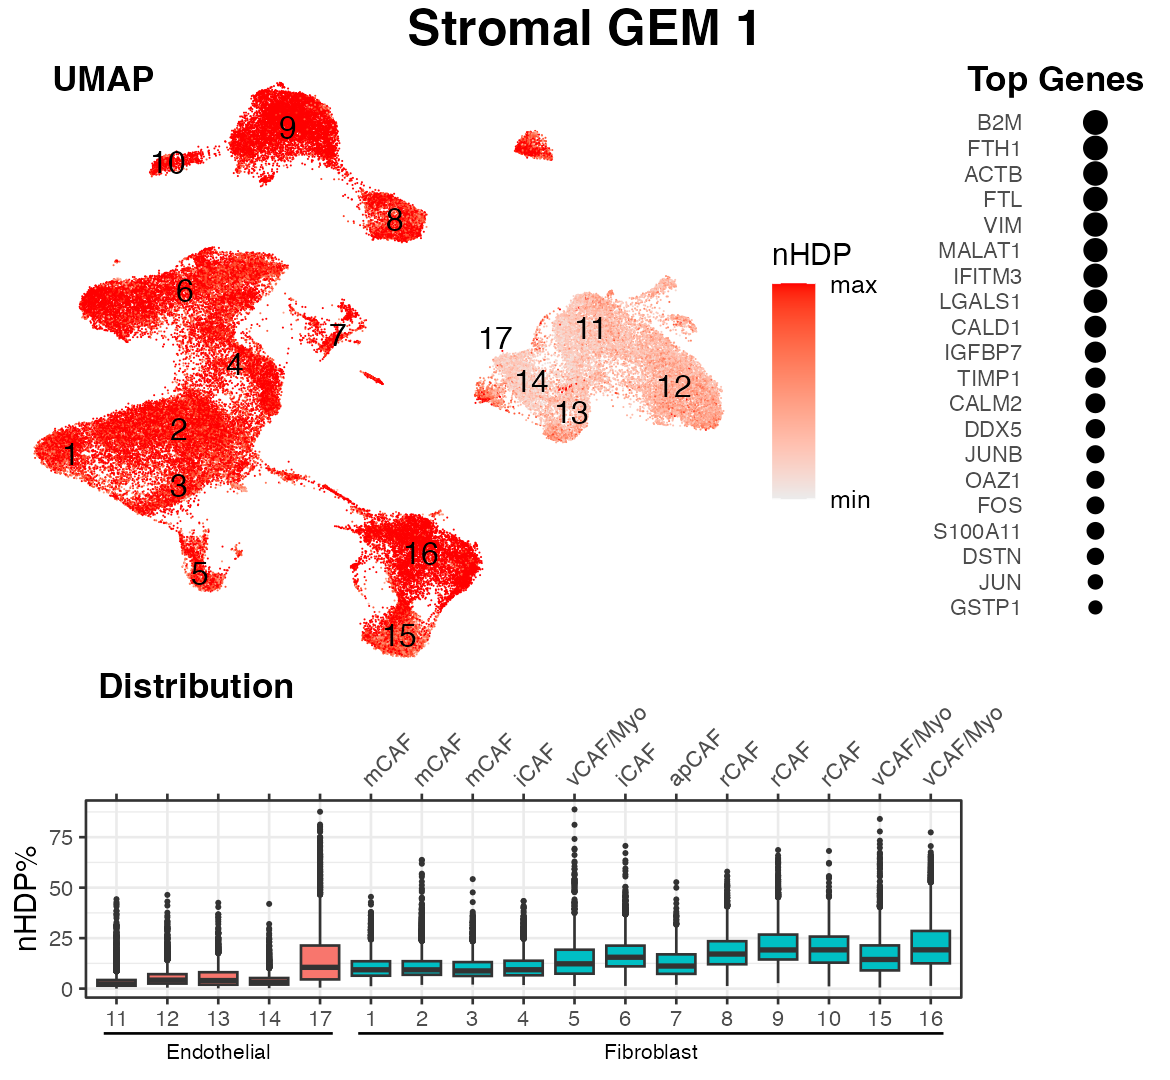 Stromal GEM 1
UMAP
9
10
8
6
7
4
2
1
3
5
16
15
17
11
14
12
13
nHDP
max
min
Top Genes
B2M
FTH1
ACTB
FTL
VIM
MALAT1
IFITM3
LGALS1
CALD1
IGFBP7
TIMP1
CALM2
DDX5
JUNB
OAZ1
FOS
S100A11
DSTN
JUN
GSTP1
Distribution
mCAF
mCAF
mCAF
iCAF
vCAF/Myo
iCAF
apCAF
rCAF
rCAF
rCAF
vCAF/Myo
vCAF/Myo
nHDP%
75
50
25
0
11 12 13 14 17 1 2 3 4 5 6 7 8 9 10 15 16
Endothelial Fibroblast